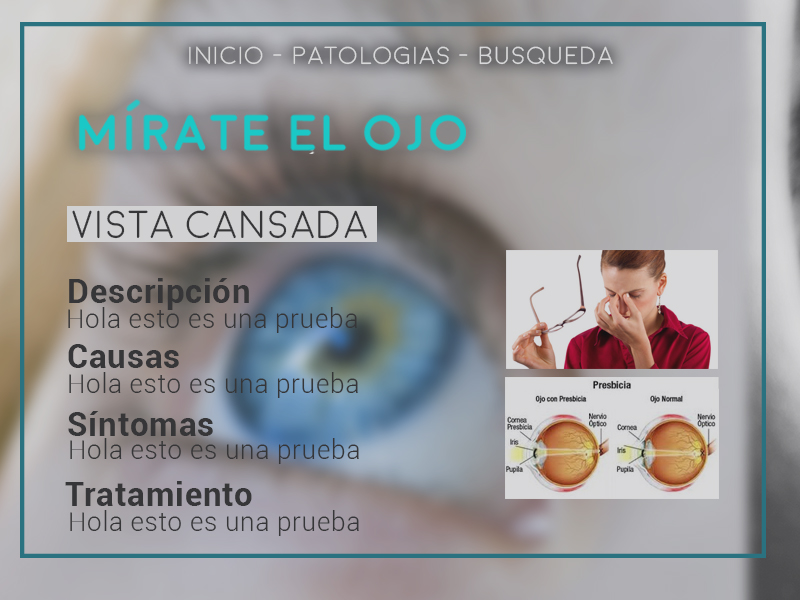 INICIO - PATOLOGIAS - BUSQUEDA
MÍRATE EL OJO
VISTA CANSADA
Descripción
Hola esto es una prueba
Causas
Hola esto es una prueba
Síntomas
Hola esto es una prueba
Tratamiento
Hola esto es una prueba
Presbicia
Ojo con Presbicia
Ojo Normal
Cornea
Presbicia
Nervio
Óptico
Iris
Pupila
Cornea
Nervio
Óptico
Iris
Pupila